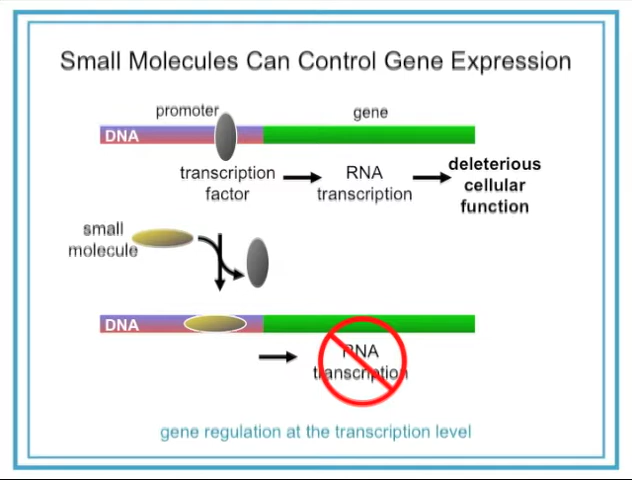 Small Molecules Can Control Gene Expression
promoter
gene
DNA
transcription
factor
RNA
transcription
deleterious
cellular
function
small
molecule
DNA
RNA
transcription
gene regulation at the transcription level